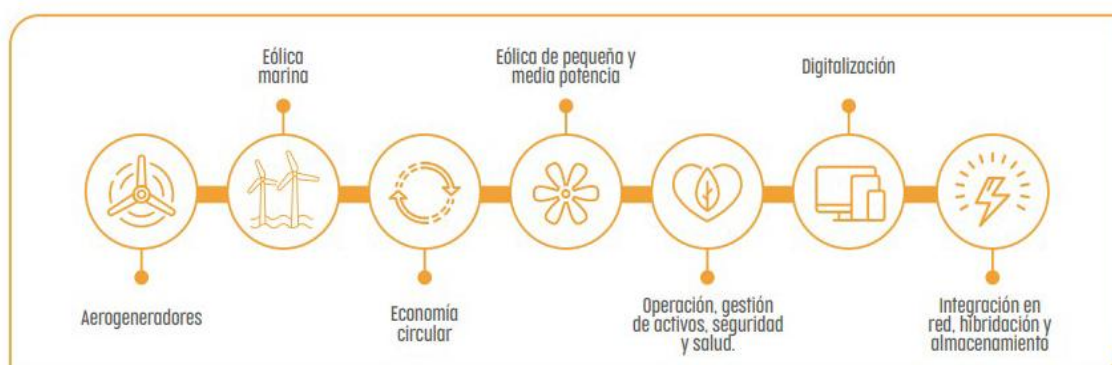 Eólica
marina
Eólica de pequeña y
media potencia
Digitalización
Aerogeneradores
Economía
circular
Operación, gestión
de activos, seguridad
y salud.
Integración en
red, hibridación y
almacenamiento